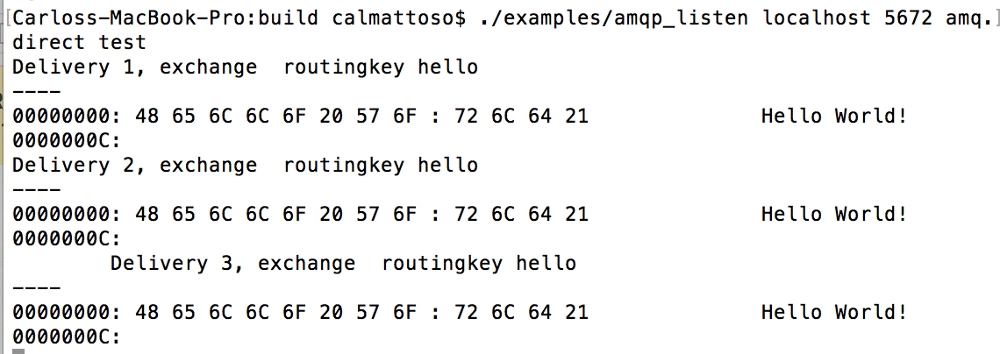 [Carloss-MacBook-Pro:build calmattoso$ ./examples/amqp_listen localhost 5672 amq.]
direct test
Delivery 1, exchange  routingkey hello
----
00000000: 48 65 6C 6C 6F 20 57 6F : 72 6C 64 21              Hello World!
0000000C:
Delivery 2, exchange  routingkey hello
----
00000000: 48 65 6C 6C 6F 20 57 6F : 72 6C 64 21              Hello World!
0000000C:
        Delivery 3, exchange  routingkey hello
----
00000000: 48 65 6C 6C 6F 20 57 6F : 72 6C 64 21              Hello World!
0000000C: